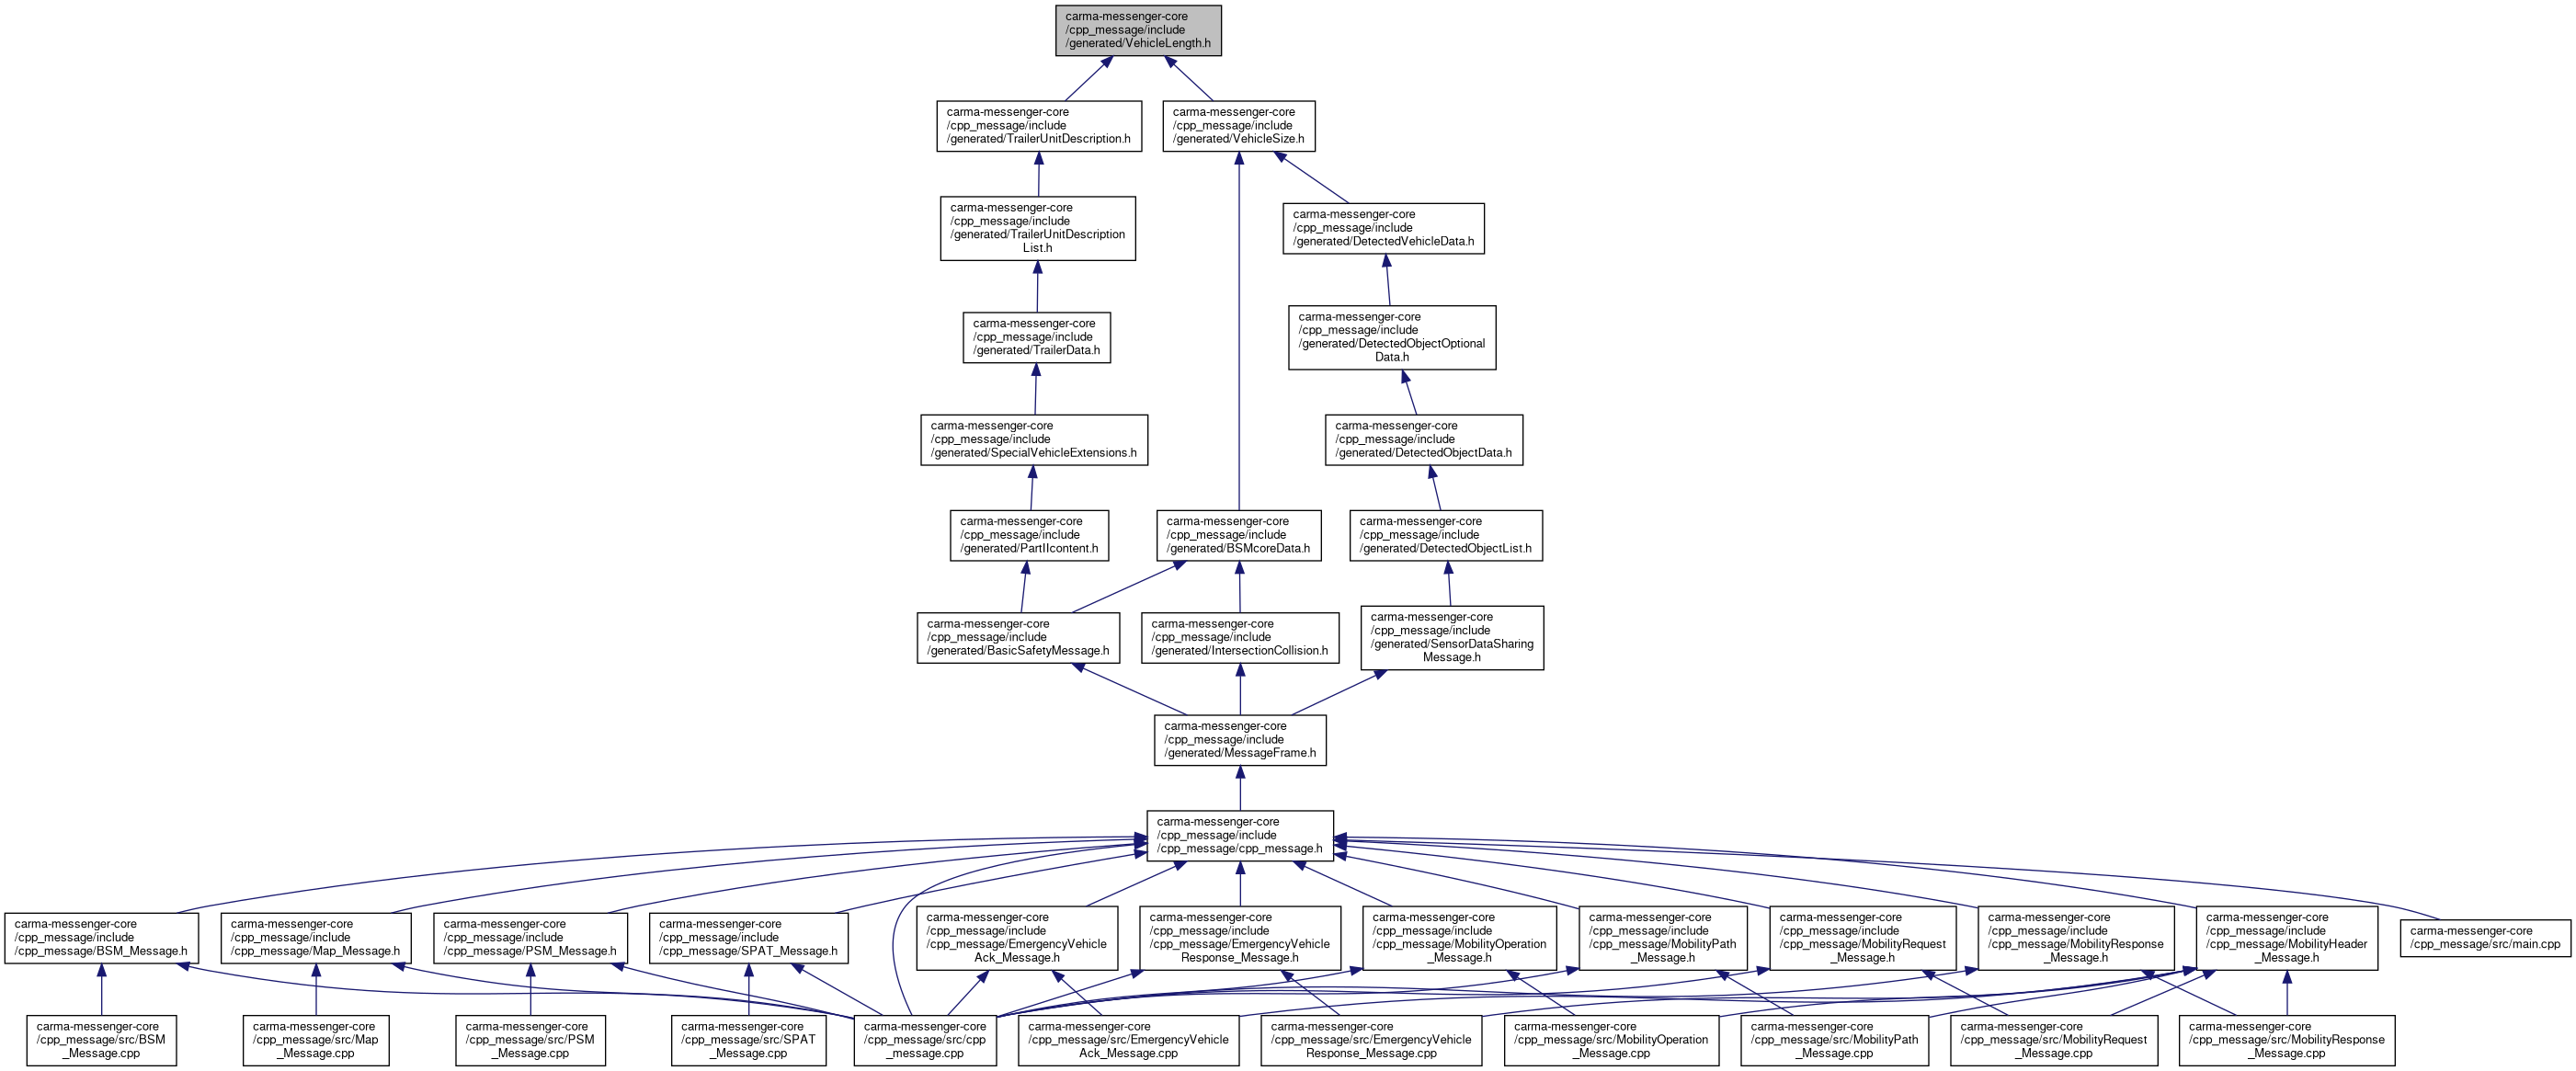 carma-messenger-core
/cpp_message/include
/generated/VehicleLength.h
carma-messenger-core
/cpp_message/include
/generated/TrailerUnitDescription.h
carma-messenger-core
/cpp_message/include
/generated/VehicleSize.h
carma-messenger-core
/cpp_message/include
/generated/TrailerUnitDescription
List.h
carma-messenger-core
/cpp_message/include
/generated/DetectedVehicleData.h
carma-messenger-core
/cpp_message/include
/generated/TrailerData.h
carma-messenger-core
/cpp_message/include
/generated/DetectedObjectOptional
Data.h
carma-messenger-core
/cpp_message/include
/generated/SpecialVehicleExtensions.h
carma-messenger-core
/cpp_message/include
/generated/DetectedObjectData.h
carma-messenger-core
/cpp_message/include
/generated/PartIIcontent.h
carma-messenger-core
/cpp_message/include
/generated/BSMcoreData.h
carma-messenger-core
/cpp_message/include
/generated/DetectedObjectList.h
carma-messenger-core
/cpp_message/include
/generated/BasicSafetyMessage.h
carma-messenger-core
/cpp_message/include
/generated/IntersectionCollision.h
carma-messenger-core
/cpp_message/include
/generated/SensorDataSharing
Message.h
carma-messenger-core
/cpp_message/include
/generated/MessageFrame.h
carma-messenger-core
/cpp_message/include
/cpp_message/cpp_message.h
carma-messenger-core
/cpp_message/include
/cpp_message/BSM_Message.h
carma-messenger-core
/cpp_message/include
/cpp_message/Map_Message.h
carma-messenger-core
/cpp_message/include
/cpp_message/PSM_Message.h
carma-messenger-core
/cpp_message/include
/cpp_message/SPAT_Message.h
carma-messenger-core
/cpp_message/include
/cpp_message/EmergencyVehicle
Ack_Message.h
carma-messenger-core
/cpp_message/include
/cpp_message/EmergencyVehicle
Response_Message.h
carma-messenger-core
/cpp_message/include
/cpp_message/MobilityOperation
_Message.h
carma-messenger-core
/cpp_message/include
/cpp_message/MobilityPath
_Message.h
carma-messenger-core
/cpp_message/include
/cpp_message/MobilityRequest
_Message.h
carma-messenger-core
/cpp_message/include
/cpp_message/MobilityResponse
_Message.h
carma-messenger-core
/cpp_message/include
/cpp_message/MobilityHeader
_Message.h
carma-messenger-core
/cpp_message/src/main.cpp
carma-messenger-core
/cpp_message/src/BSM
_Message.cpp
carma-messenger-core
/cpp_message/src/Map
_Message.cpp
carma-messenger-core
/cpp_message/src/PSM
_Message.cpp
carma-messenger-core
/cpp_message/src/SPAT
_Message.cpp
carma-messenger-core
/cpp_message/src/cpp
_message.cpp
carma-messenger-core
/cpp_message/src/EmergencyVehicle
Ack_Message.cpp
carma-messenger-core
/cpp_message/src/EmergencyVehicle
Response_Message.cpp
carma-messenger-core
/cpp_message/src/MobilityOperation
_Message.cpp
carma-messenger-core
/cpp_message/src/MobilityPath
_Message.cpp
carma-messenger-core
/cpp_message/src/MobilityRequest
_Message.cpp
carma-messenger-core
/cpp_message/src/MobilityResponse
_Message.cpp